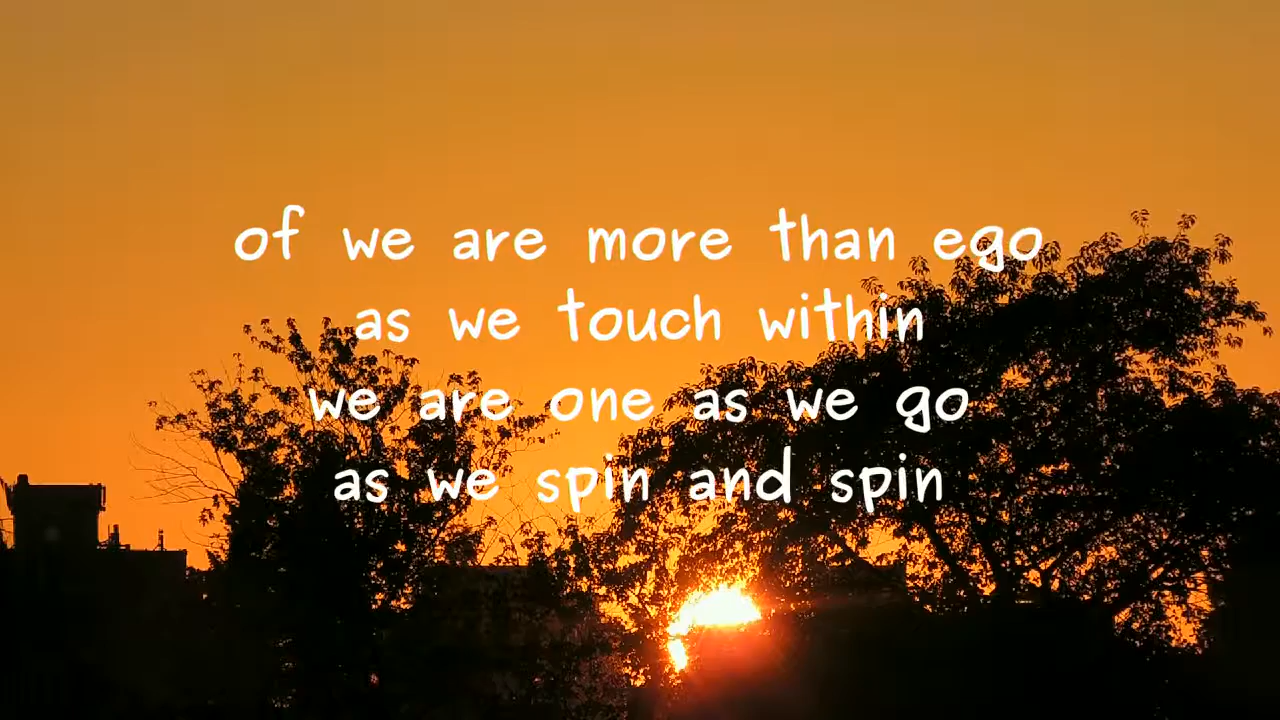 of we are more than ego
as we touch within
we are one as we go
as we spin and spin